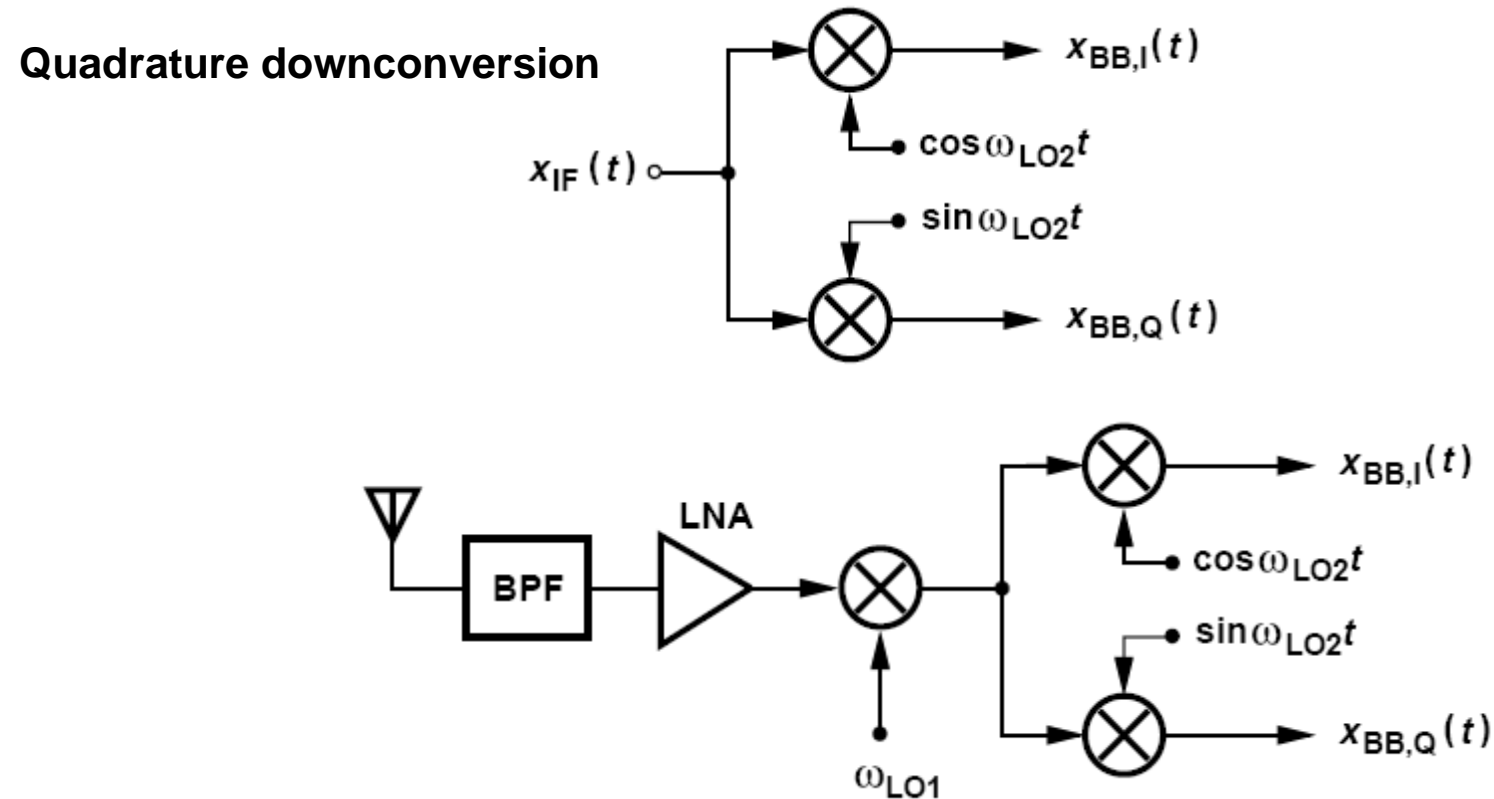 Quadrature downconversion
x_BB,I(t)
cos ω_LO2 t
x_IF(t)
sin ω_LO2 t
x_BB,Q(t)
LNA
x_BB,I(t)
BPF
cos ω_LO2 t
sin ω_LO2 t
x_BB,Q(t)
ω_LO1